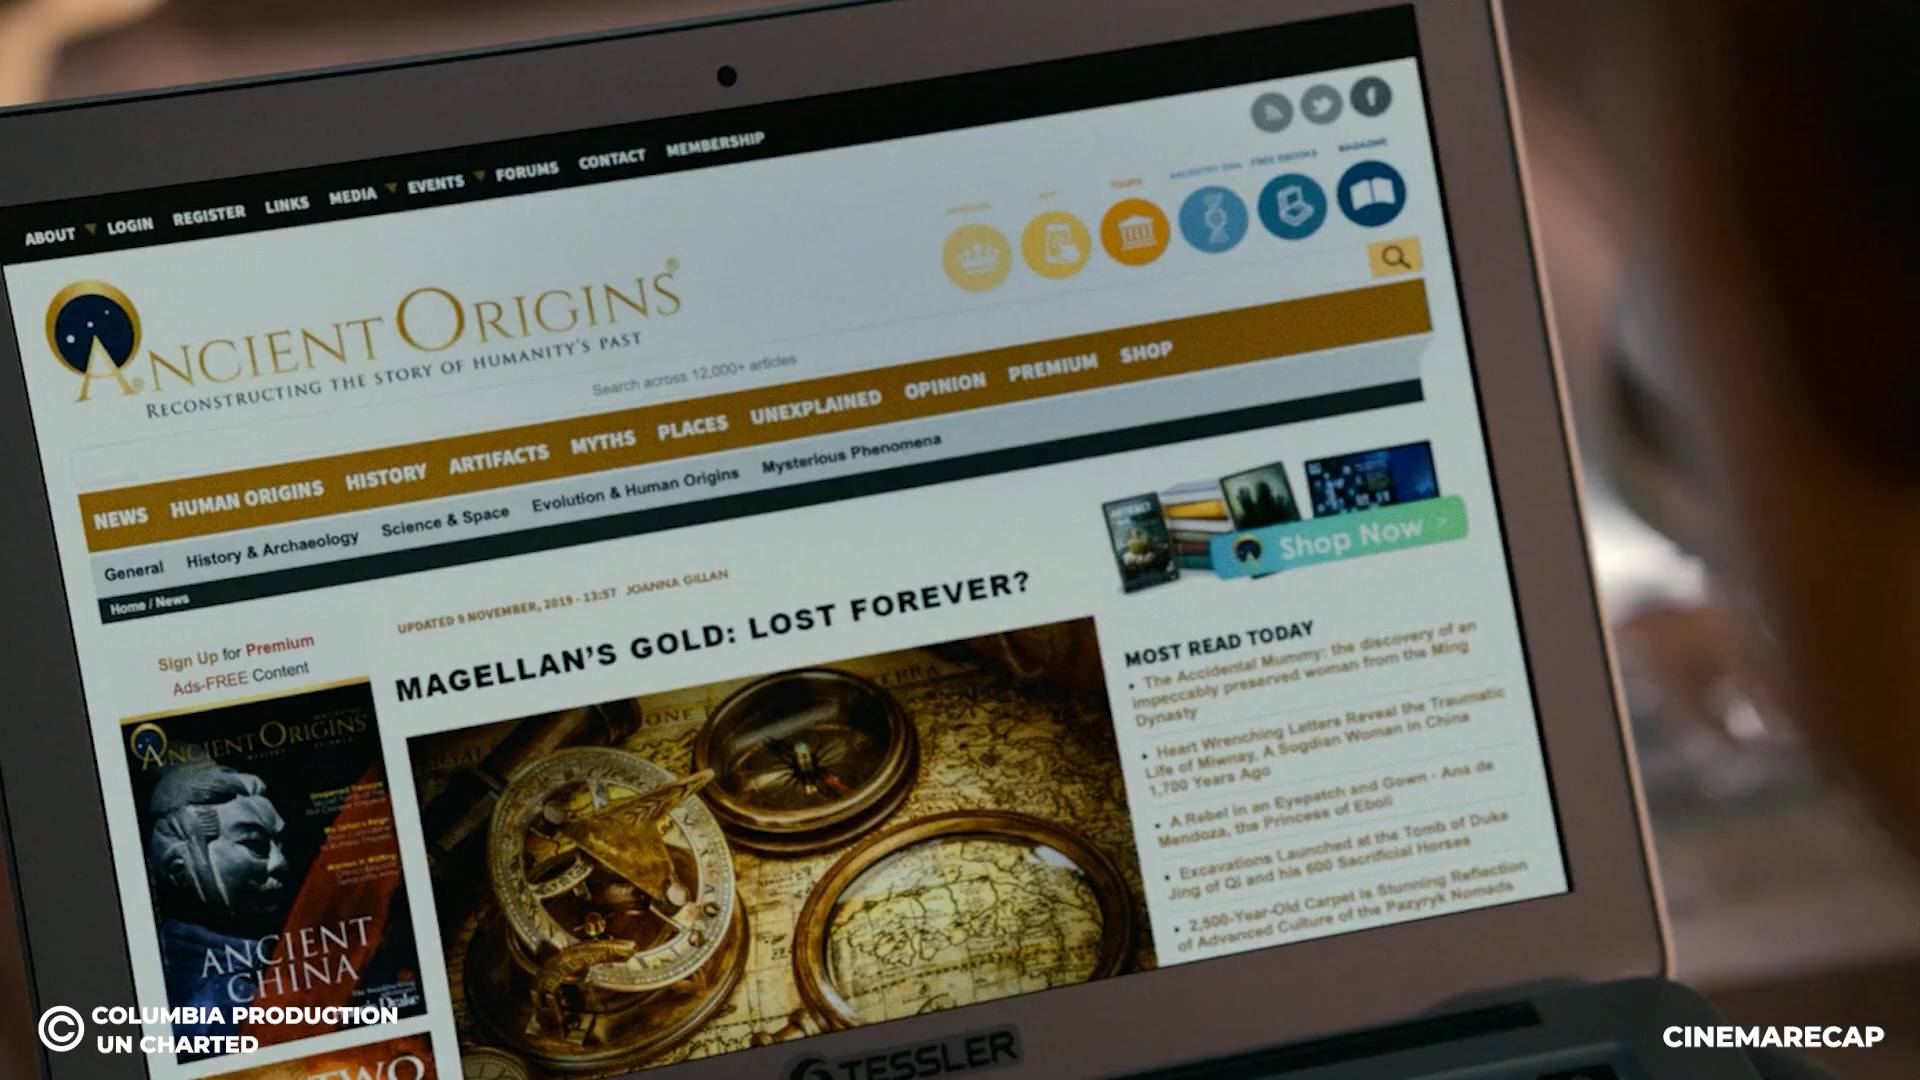 ABOUT LOGIN REGISTER LINKS MEDIA EVENTS FORUMS CONTACT MEMBERSHIP
TOURS ANCESTRY DNA FREE EBOOKS MAGAZINE
ANCIENT ORIGINS®
RECONSTRUCTING THE STORY OF HUMANITY'S PAST
Search across 12,000+ articles
NEWS HUMAN ORIGINS HISTORY ARTIFACTS MYTHS PLACES UNEXPLAINED OPINION PREMIUM SHOP
General History & Archaeology Science & Space Evolution & Human Origins Mysterious Phenomena
Home / News
Shop Now >
Sign Up for Premium
Ads-FREE Content
ANCIENT ORIGINS
ANCIENT
CHINA
TWO
UPDATED 9 NOVEMBER, 2019 - 13:57 JOANNA GILLAN
MAGELLAN'S GOLD: LOST FOREVER?
MOST READ TODAY
• The Accidental Mummy: the discovery of an
impeccably preserved woman from the Ming
Dynasty
• Heart Wrenching Letters Reveal the Traumatic
Life of Miwnay, A Sogdian Woman in China
1,700 Years Ago
• A Rebel in an Eyepatch and Gown - Ana de
Mendoza, the Princess of Eboli
• Excavations Launched at the Tomb of Duke
Jing of Qi and his 600 Sacrificial Horses
• 2,500-Year-Old Carpet is Stunning Reflection
of Advanced Culture of the Pazyryk Nomads
TESSLER
© COLUMBIA PRODUCTION
UN CHARTED
CINEMARECAP